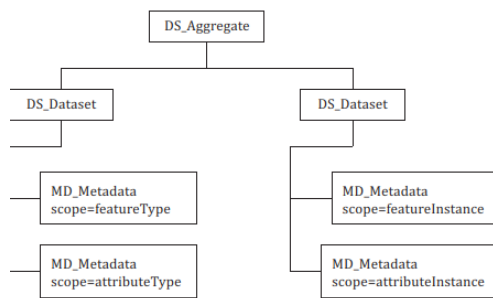 DS_Aggregate
DS_Dataset
DS_Dataset
MD_Metadata
scope=featureType
MD_Metadata
scope=featureInstance
MD_Metadata
scope=attributeType
MD_Metadata
scope=attributeInstance